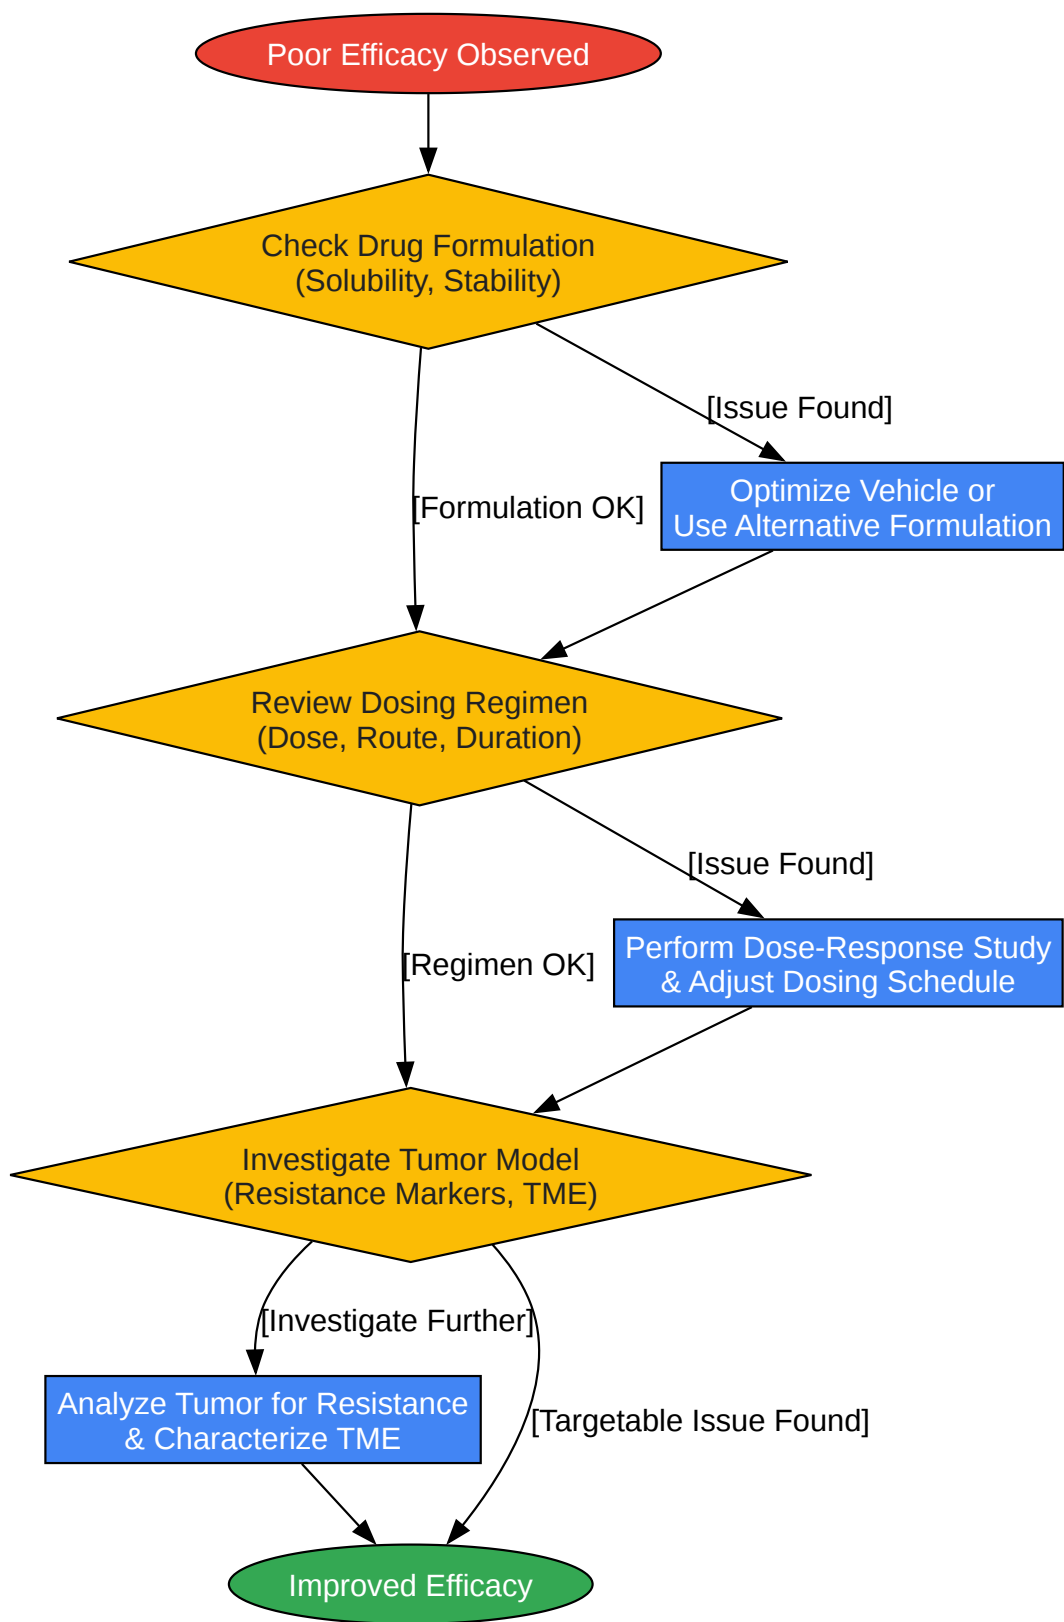 Poor Efficacy Observed
Check Drug Formulation
(Solubility, Stability)
[Issue Found]
Optimize Vehicle or
Use Alternative Formulation
[Formulation OK]
Review Dosing Regimen
(Dose, Route, Duration)
[Issue Found]
Perform Dose-Response Study
& Adjust Dosing Schedule
[Regimen OK]
Investigate Tumor Model
(Resistance Markers, TME)
[Investigate Further]
Analyze Tumor for Resistance
& Characterize TME
[Targetable Issue Found]
Improved Efficacy